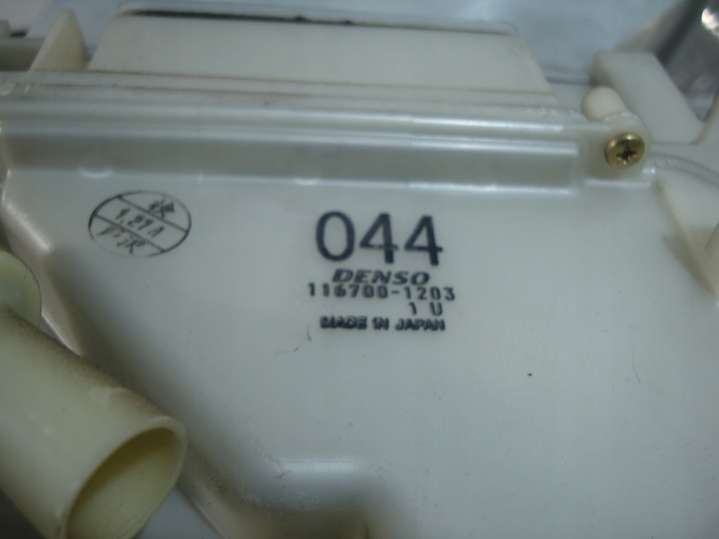 044
DENSO
116700-1203
1 U
MADE IN JAPAN